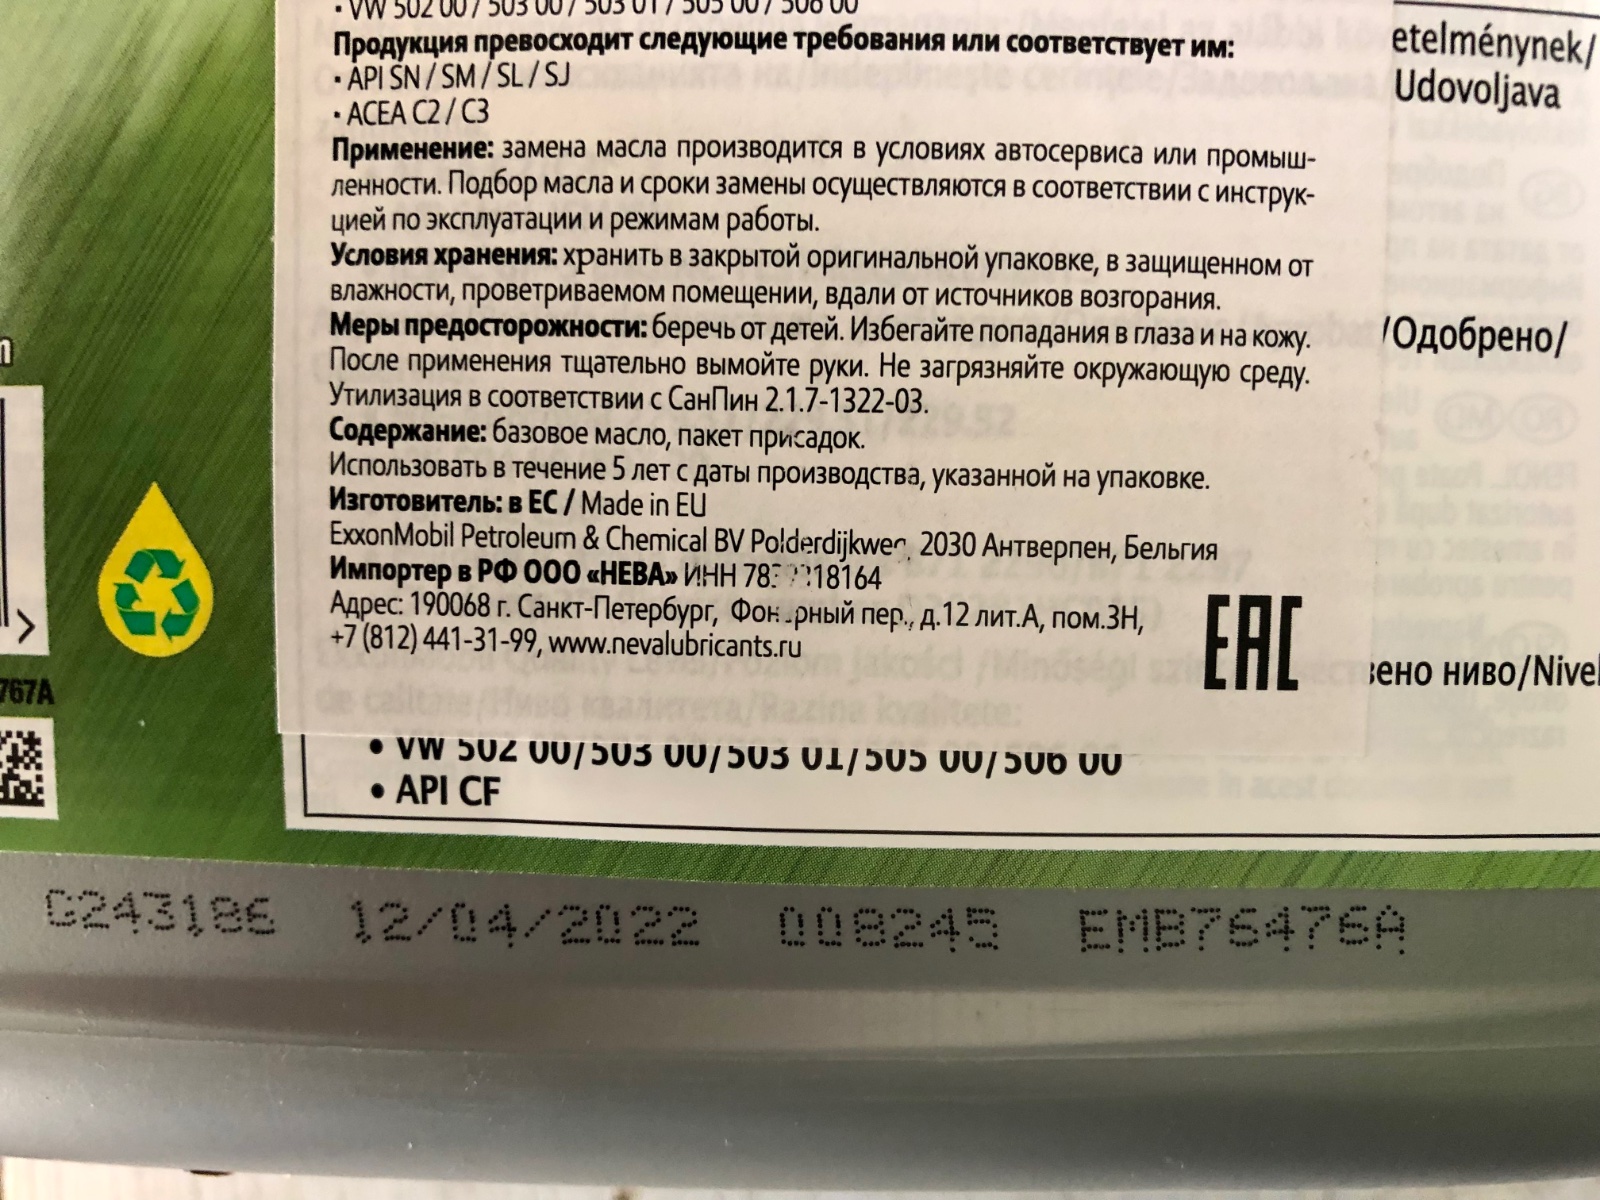 • VW 502 00 / 503 00 / 503 01 / 505 00 / 506 00
Продукция превосходит следующие требования или соответствует им:
• API SN / SM / SL / SJ
• ACEA C2 / C3
Применение: замена масла производится в условиях автосервиса или промыш-
ленности. Подбор масла и сроки замены осуществляются в соответствии с инструк-
цией по эксплуатации и режимам работы.
Условия хранения: хранить в закрытой оригинальной упаковке, в защищенном от
влажности, проветриваемом помещении, вдали от источников возгорания.
Меры предосторожности: беречь от детей. Избегайте попадания в глаза и на кожу.
После применения тщательно вымойте руки. Не загрязняйте окружающую среду.
Утилизация в соответствии с СанПин 2.1.7-1322-03.
Содержание: базовое масло, пакет присадок.
Использовать в течение 5 лет с даты производства, указанной на упаковке.
Изготовитель: в ЕС / Made in EU
ExxonMobil Petroleum & Chemical BV Polderdijkweg, 2030 Антверпен, Бельгия
Импортер в РФ ООО «НЕВА» ИНН
Адрес: 190068 г. Санкт-Петербург, Фонарный пер., д.12 лит.А, пом.3Н,
+7 (812) 441-31-99, www.nevalubricants.ru
EAC
etelménynek/
Udovoljava
/Одобрено/
вено ниво/Nivel
767A
• VW 502 00/503 00/503 01/505 00/506 00
• API CF
G243186 12/04/2022 008245 EMB76476A